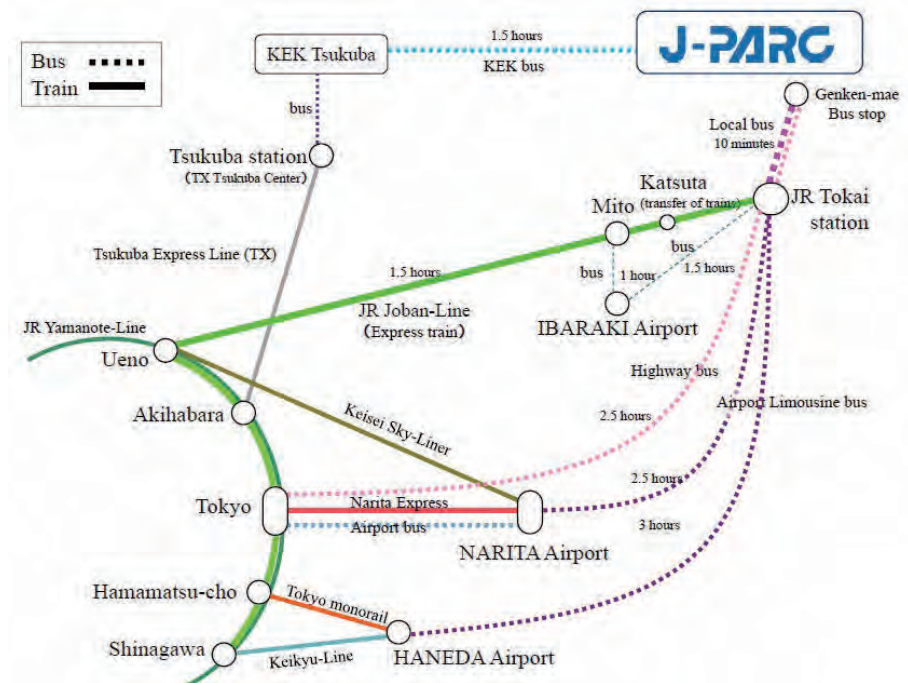 Bus
Train
KEK Tsukuba
1.5 hours
KEK bus
J-PARC
bus
Genken-mae
Bus stop
Local bus
10 minutes
Tsukuba station
(TX Tsukuba Center)
Katsuta
(transfer of trains)
Mito
JR Tokai
station
Tsukuba Express Line (TX)
bus
bus
1 hour
1.5 hours
1.5 hours
JR Joban-Line
(Express train)
IBARAKI Airport
JR Yamanote-Line
Ueno
Highway bus
Akihabara
Keisei Sky-Liner
2.5 hours
Airport Limousine bus
Tokyo
Narita Express
Airport bus
2.5 hours
3 hours
NARITA Airport
Hamamatsu-cho
Tokyo monorail
Shinagawa
Keikyu-Line
HANEDA Airport